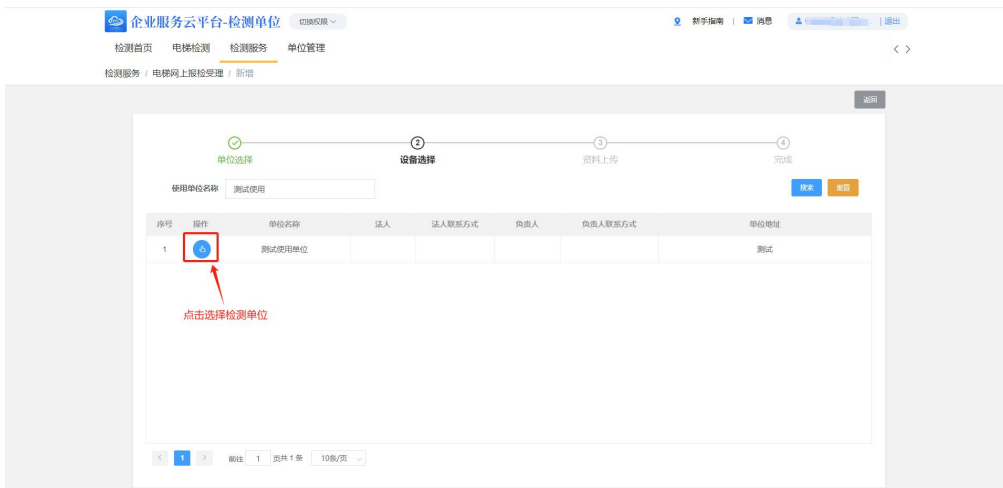 企业服务云平台-检测单位 切换权限 新手指南 | 消息 | 退出
检测首页 电梯检测 检测服务 单位管理
检测服务 / 电梯网上报检受理 / 新增
返回
2 3 4
单位选择 设备选择 资料上传 完成
使用单位名称 测试使用 搜索 重置
序号 操作 单位名称 法人 法人联系方式 负责人 负责人联系方式 单位地址
1 测试使用单位 测试
点击选择检测单位
1 前往 1 页共 1 条 10条/页